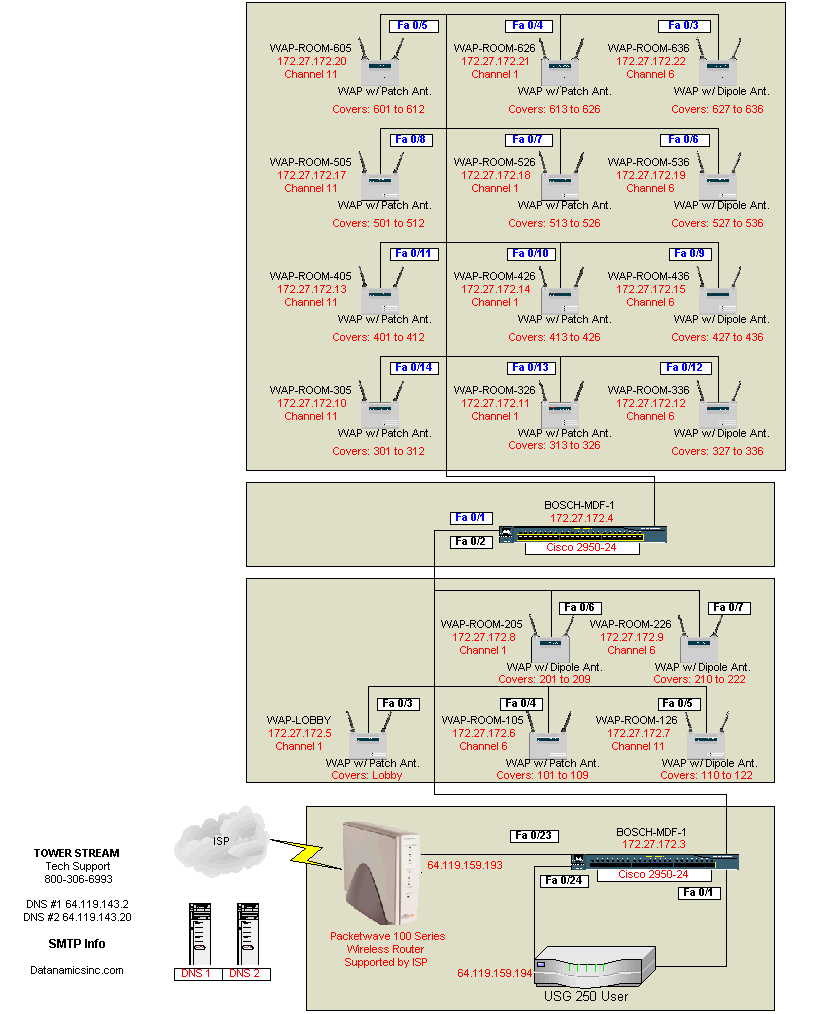 Fa 0/5
Fa 0/4
Fa 0/3
WAP-ROOM-605
172.27.172.20
Channel 11
WAP w/ Patch Ant.
Covers: 601 to 612
WAP-ROOM-626
172.27.172.21
Channel 1
WAP w/ Patch Ant.
Covers: 613 to 626
WAP-ROOM-636
172.27.172.22
Channel 6
WAP w/ Dipole Ant.
Covers: 627 to 636
Fa 0/8
Fa 0/7
Fa 0/6
WAP-ROOM-505
172.27.172.17
Channel 11
WAP w/ Patch Ant.
Covers: 501 to 512
WAP-ROOM-526
172.27.172.18
Channel 1
WAP w/ Patch Ant.
Covers: 513 to 526
WAP-ROOM-536
172.27.172.19
Channel 6
WAP w/ Dipole Ant.
Covers: 527 to 536
Fa 0/11
Fa 0/10
Fa 0/9
WAP-ROOM-405
172.27.172.13
Channel 11
WAP w/ Patch Ant.
Covers: 401 to 412
WAP-ROOM-426
172.27.172.14
Channel 1
WAP w/ Patch Ant.
Covers: 413 to 426
WAP-ROOM-436
172.27.172.15
Channel 6
WAP w/ Dipole Ant.
Covers: 427 to 436
Fa 0/14
Fa 0/13
Fa 0/12
WAP-ROOM-305
172.27.172.10
Channel 11
WAP w/ Patch Ant.
Covers: 301 to 312
WAP-ROOM-326
172.27.172.11
Channel 1
WAP w/ Patch Ant.
Covers: 313 to 326
WAP-ROOM-336
172.27.172.12
Channel 6
WAP w/ Dipole Ant.
Covers: 327 to 336
BOSCH-MDF-1
172.27.172.4
Fa 0/1
Fa 0/2
Cisco 2950-24
Fa 0/6
Fa 0/7
WAP-ROOM-205
172.27.172.8
Channel 1
WAP w/ Dipole Ant.
Covers: 201 to 209
WAP-ROOM-226
172.27.172.9
Channel 6
WAP w/ Dipole Ant.
Covers: 210 to 222
Fa 0/3
Fa 0/4
Fa 0/5
WAP-LOBBY
172.27.172.5
Channel 1
WAP w/ Patch Ant.
Covers: Lobby
WAP-ROOM-105
172.27.172.6
Channel 6
WAP w/ Patch Ant.
Covers: 101 to 109
WAP-ROOM-126
172.27.172.7
Channel 11
WAP w/ Dipole Ant.
Covers: 110 to 122
ISP
Fa 0/23
BOSCH-MDF-1
172.27.172.3
64.119.159.193
Cisco 2950-24
Fa 0/24
Fa 0/1
Packetwave 100 Series
Wireless Router
Supported by ISP
64.119.159.194
USG 250 User
TOWER STREAM
Tech Support
800-306-6993
DNS #1 64.119.143.2
DNS #2 64.119.143.20
SMTP Info
Datanamicsinc.com
DNS 1
DNS 2